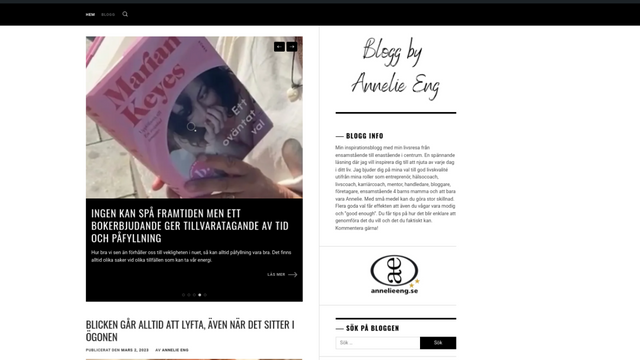 HEM
BLOGG
Blogg by
Annelie Eng
Marian
Keyes
Ett
oväntat
val
INGEN KAN SPÅ FRAMTIDEN MEN ETT
BOKERBJUDANDE GER TILLVARATAGANDE AV TID
OCH PÅFYLLNING
Hur bra vi sen än förhåller oss till verkligheten i nuet, så kan alltid påfyllning vara bra. Det finns
alltid olika saker vid olika tillfällen som kan ta vår energi.
LÄS MER
BLICKEN GÅR ALLTID ATT LYFTA, ÄVEN NÄR DET SITTER I
ÖGONEN
PUBLICERAT DEN MARS 2, 2023 AV ANNELIE ENG
BLOGG INFO
Min inspirationsblogg med min livsresa från
ensamstående till enastående i centrum. En spännande
läsning där jag vill inspirera dig till att njuta av varje dag
i ditt liv. Jag bjuder dig på mina val till god livskvalité
utifrån mina roller som entreprenör, hälsocoach,
livscoach, karriärcoach, mentor, handledare, bloggare,
företagare, ensamstående 4 barns mamma och att bara
vara Annelie. Med små medel kan du göra stor skillnad.
Flera goda val får effekten att även du vågar vara modig
och "good enough". Du får tips på hur det blir enklare att
genomföra det du vill och det du faktiskt kan.
Kommentera gärna!
ae
annelieeng.se
SÖK PÅ BLOGGEN
Sök …
Sök